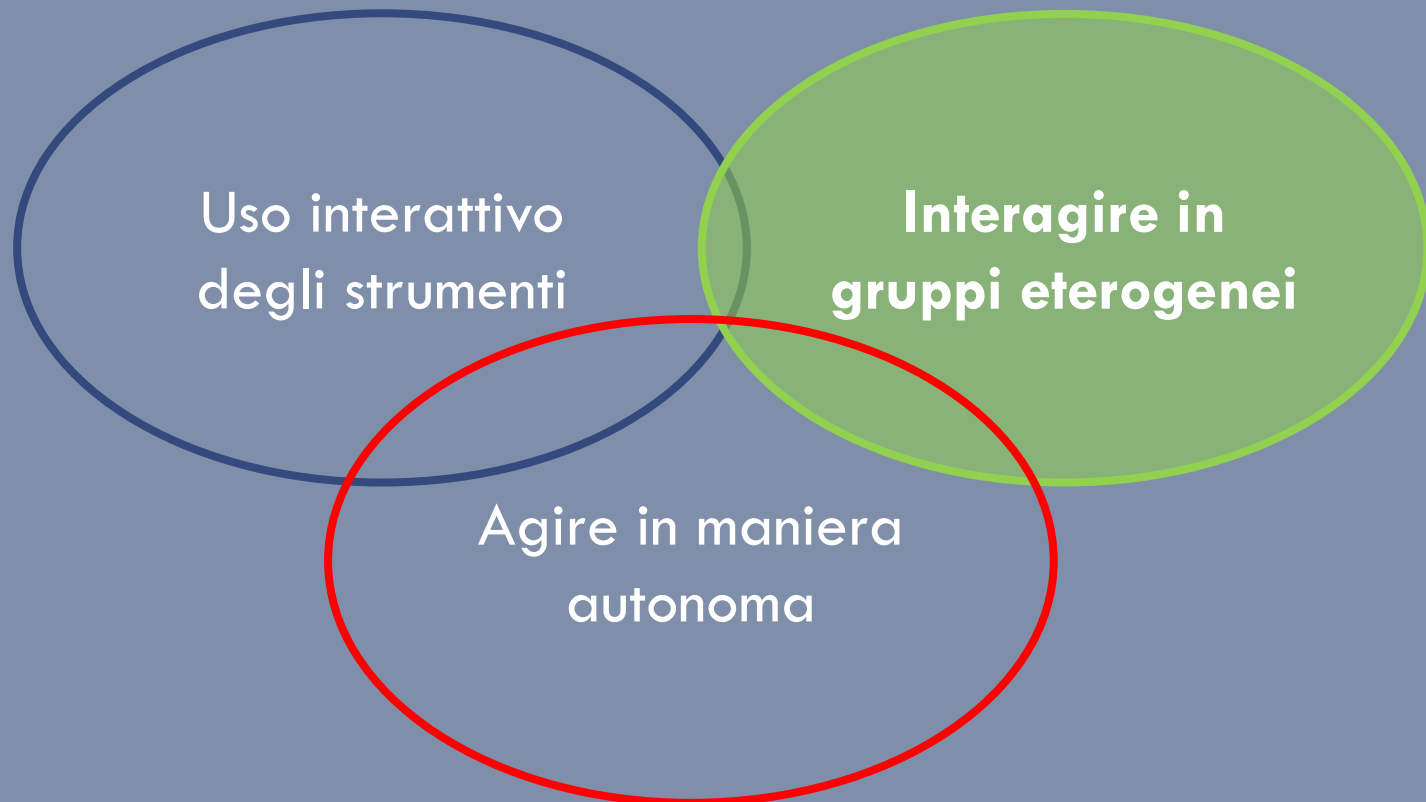 Uso interattivo
degli strumenti
Interagire in
gruppi eterogenei
Agire in maniera
autonoma